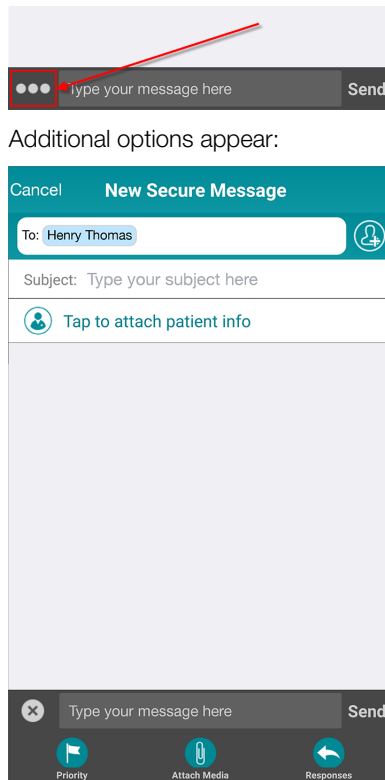 Type your message here Send
Additional options appear:
Cancel New Secure Message
To: Henry Thomas
Subject: Type your subject here
Tap to attach patient info
Type your message here Send
Priority Attach Media Responses